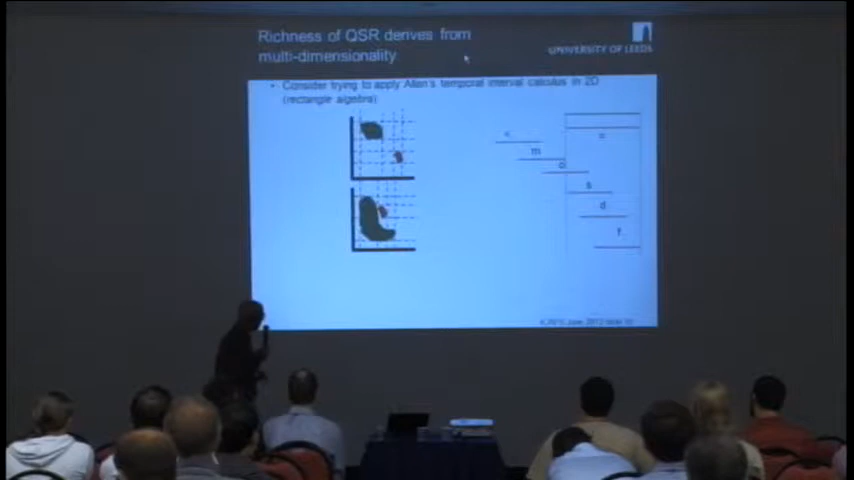 Richness of QSR derives from
multi-dimensionality
UNIVERSITY OF LEEDS
• Consider trying to apply Allen's temporal interval calculus in 2D
(rectangle algebra)
<
=
m
o
s
d
f